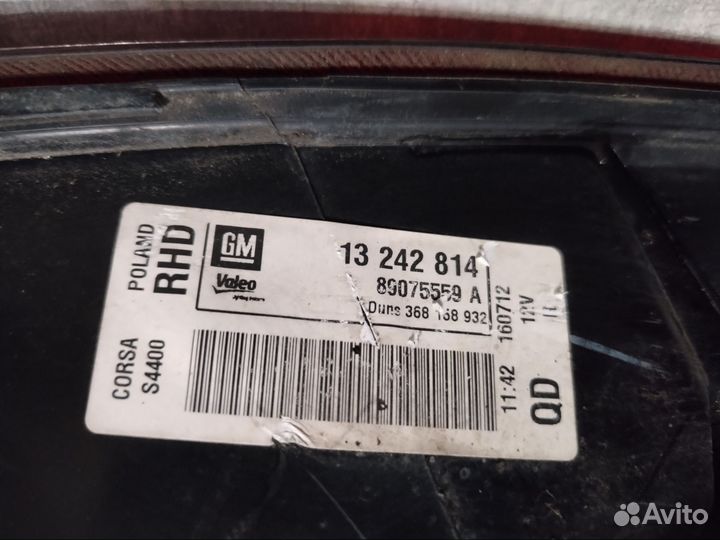 POLAND
RHD
GM
Valeo
13 242 814
89075559 A
Duns 368 158 932
160712
12V
CORSA
S4400
11:42
QD
Avito